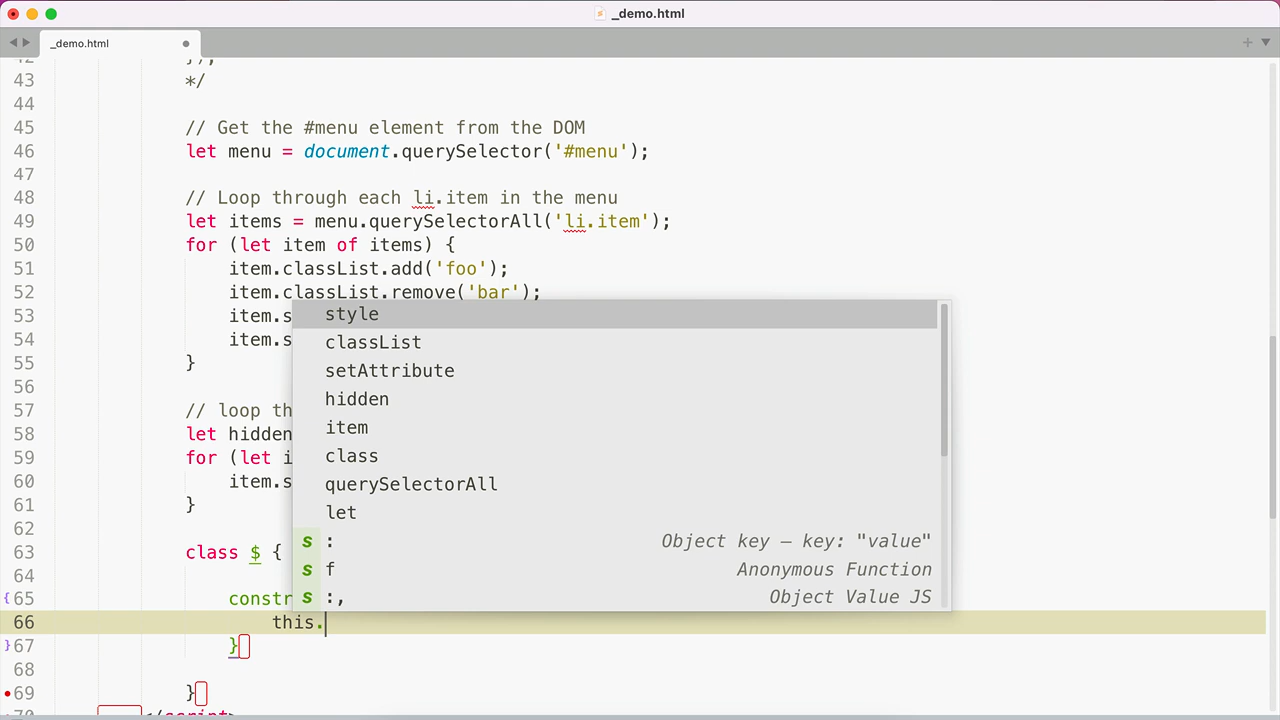 _demo.html
_demo.html
43 */
44
45 // Get the #menu element from the DOM
46 let menu = document.querySelector('#menu');
47
48 // Loop through each li.item in the menu
49 let items = menu.querySelectorAll('li.item');
50 for (let item of items) {
51 item.classList.add('foo');
52 item.classList.remove('bar');
53 item.s
style
54 item.s
classList
55 }
setAttribute
56
hidden
57 // loop th
item
58 let hidden
class
59 for (let i
querySelectorAll
60 item.s
let
61 }
62
s : Object key — key: "value"
63 class $ {
s f Anonymous Function
64
s :, Object Value JS
{ 65 constr
66 this.
} 67 }
68
69 }
</script>